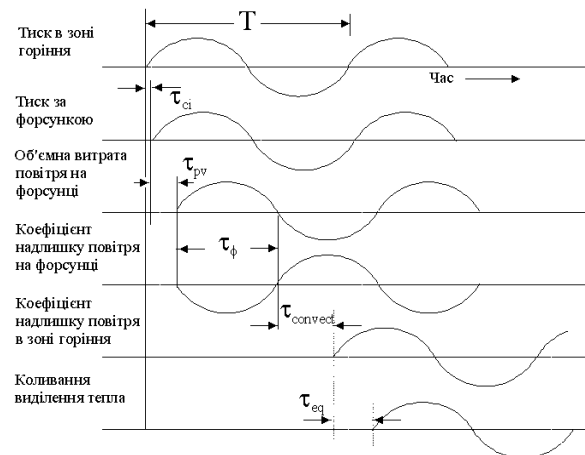 Тиск в зоні
горіння
T
Час
τci
Тиск за
форсункою
Об'ємна витрата
повітря на
форсунці
τpv
Коефіцієнт
надлишку повітря
на форсунці
τϕ
Коефіцієнт
надлишку повітря
в зоні горіння
τconvect
Коливання
виділення тепла
τeq